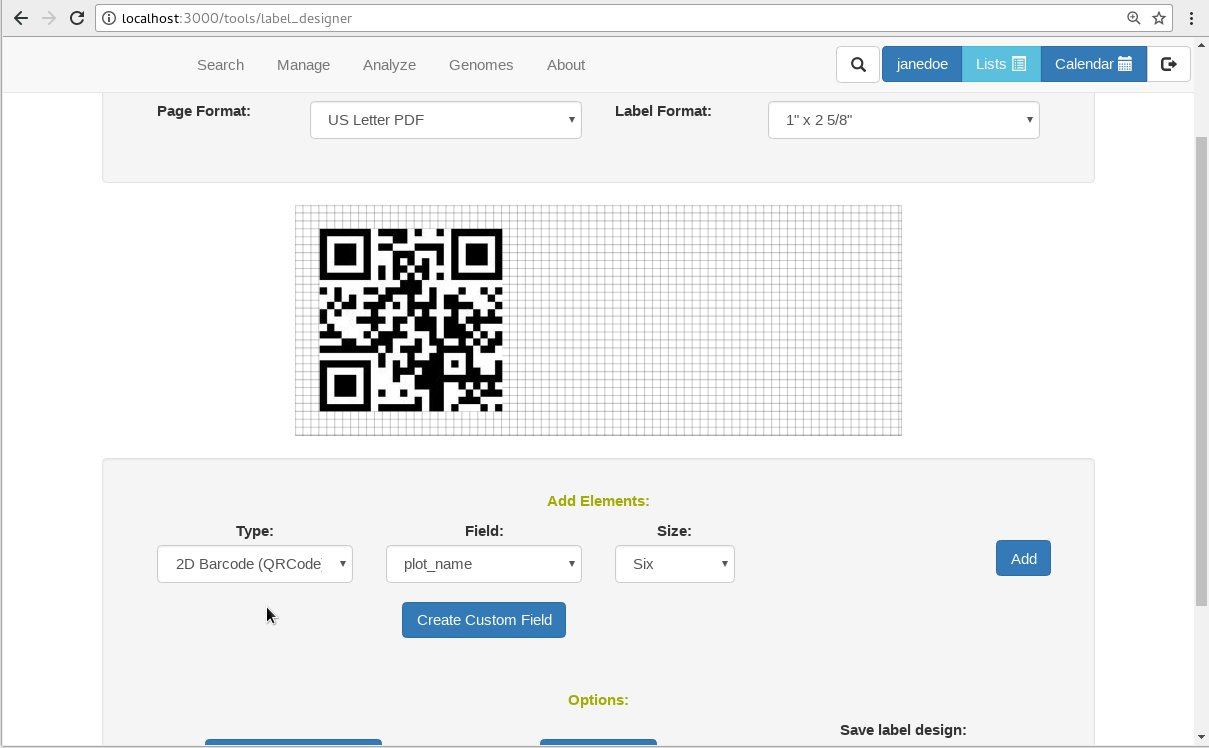 localhost:3000/tools/label_designer
Search Manage Analyze Genomes About janedoe Lists Calendar
Page Format: US Letter PDF Label Format: 1" x 2 5/8"
Add Elements:
Type: Field: Size:
2D Barcode (QRCode) plot_name Six Add
Create Custom Field
Options:
Save label design: